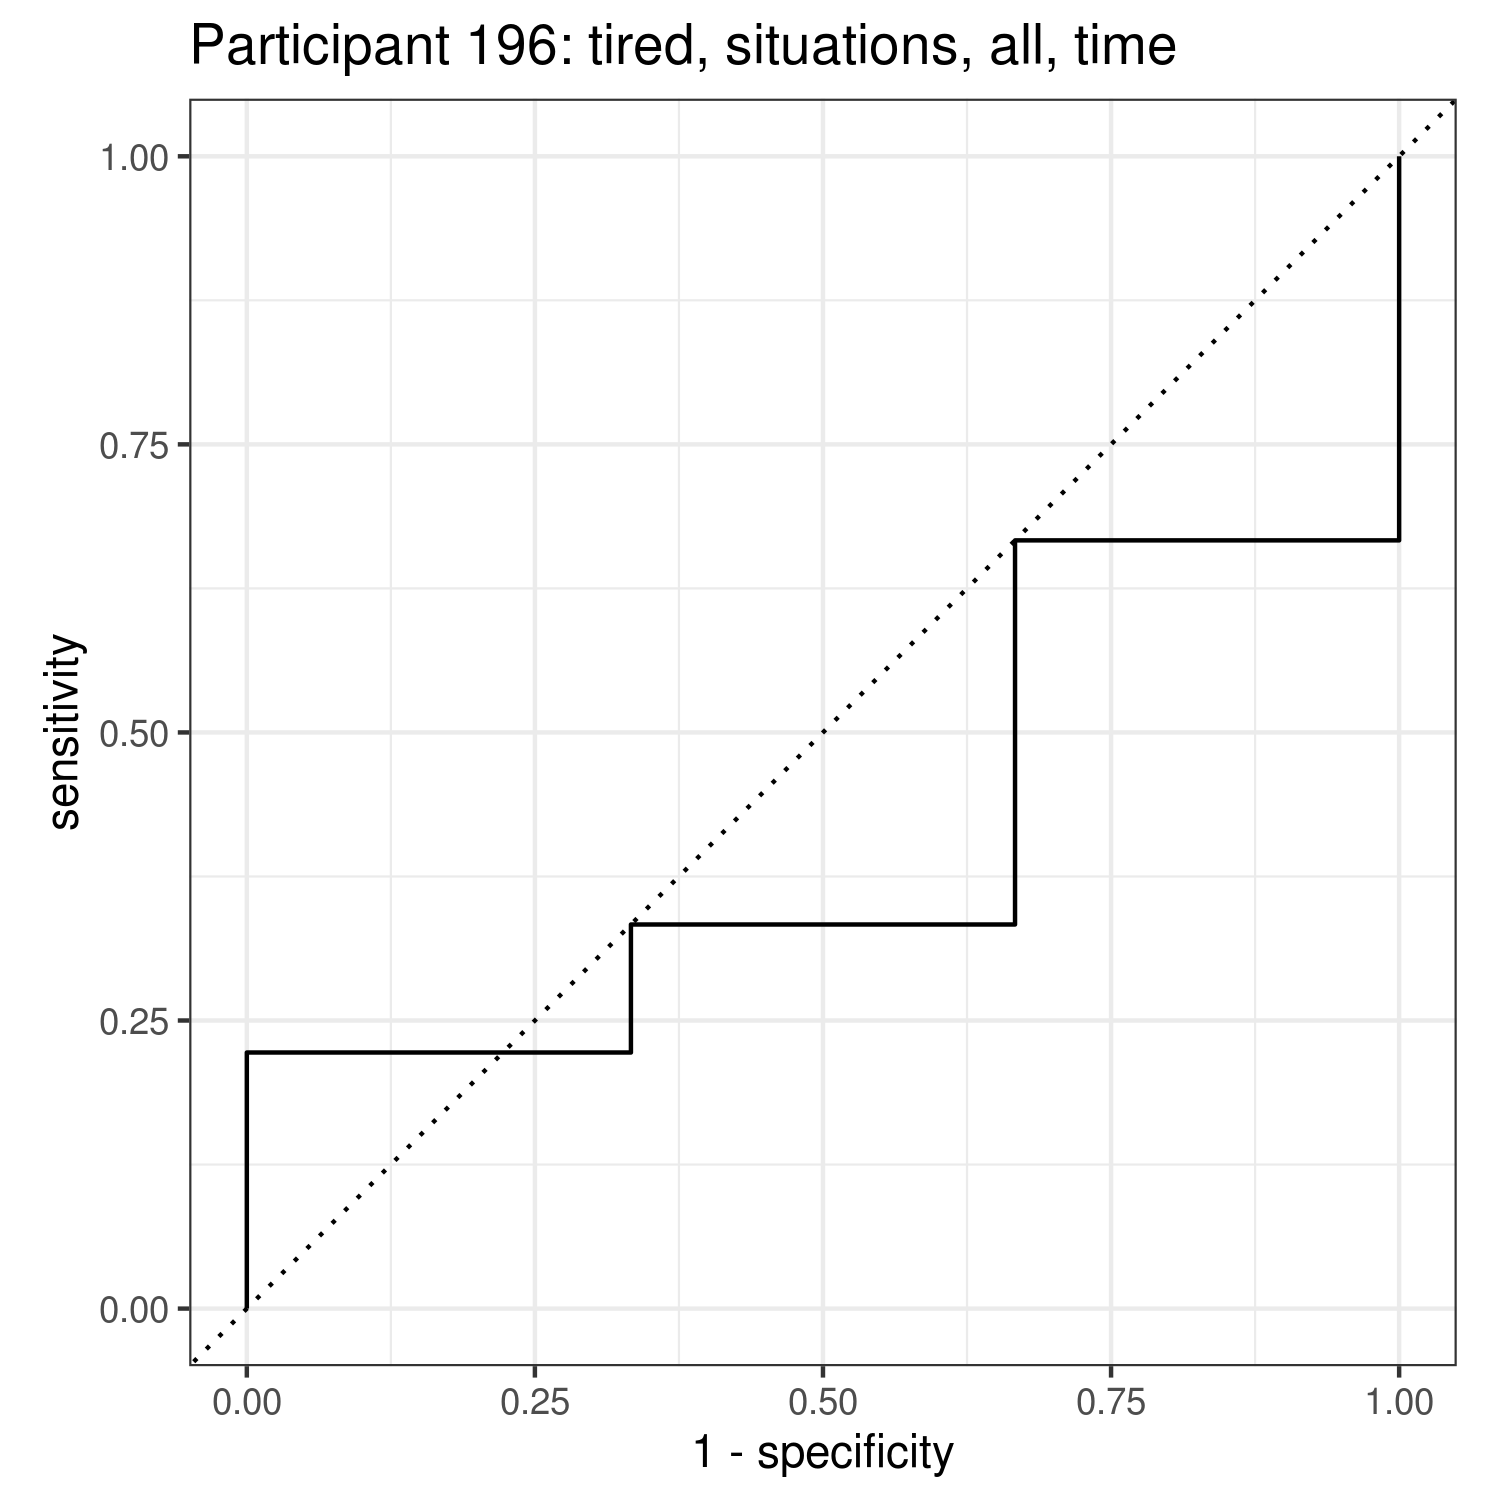 Participant 196: tired, situations, all, time
1.00
0.75
0.50
0.25
0.00
sensitivity
0.00 0.25 0.50 0.75 1.00
1 - specificity